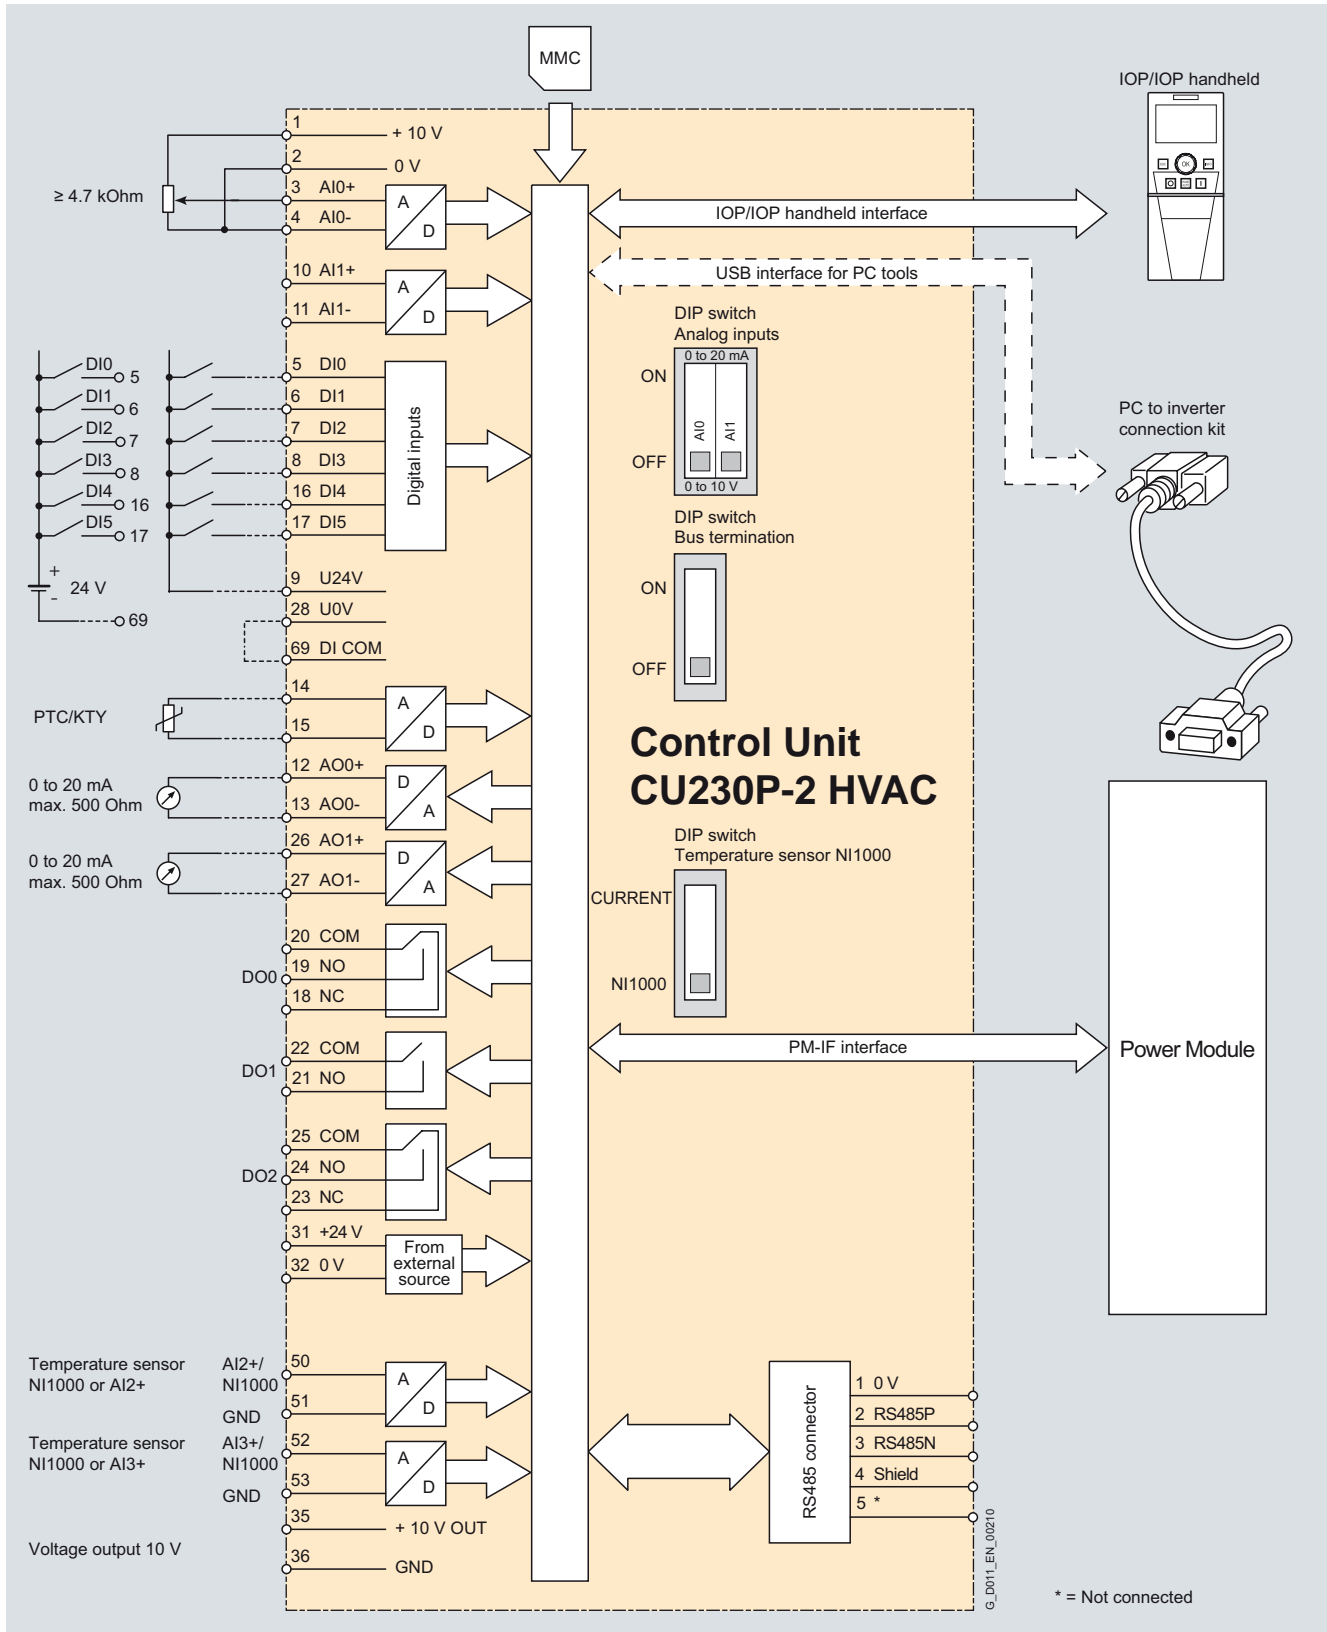 MMC
IOP/IOP handheld
1
+ 10 V
2
0 V
≥ 4.7 kOhm
3 AI0+
4 AI0-
A
D
IOP/IOP handheld interface
OK
10 AI1+
11 AI1-
A
D
USB interface for PC tools
DIP switch
Analog inputs
0 to 20 mA
ON
AI0
AI1
OFF
0 to 10 V
PC to inverter
connection kit
DI0
5
DI1
6
DI2
7
DI3
8
DI4
16
DI5
17
5 DI0
6 DI1
7 DI2
8 DI3
16 DI4
17 DI5
Digital inputs
DIP switch
Bus termination
ON
OFF
+
24 V
-
69
9 U24V
28 U0V
69 DI COM
PTC/KTY
14
15
A
D
Control Unit
CU230P-2 HVAC
0 to 20 mA
max. 500 Ohm
12 AO0+
13 AO0-
D
A
0 to 20 mA
max. 500 Ohm
26 AO1+
27 AO1-
D
A
DIP switch
Temperature sensor NI1000
CURRENT
NI1000
DO0
20 COM
19 NO
18 NC
DO1
22 COM
21 NO
PM-IF interface
Power Module
DO2
25 COM
24 NO
23 NC
31 +24 V
32 0 V
From
external
source
Temperature sensor
NI1000 or AI2+
AI2+/
NI1000
GND
50
51
A
D
Temperature sensor
NI1000 or AI3+
AI3+/
NI1000
GND
52
53
A
D
Voltage output 10 V
35
+ 10 V OUT
36
GND
RS485 connector
1 0 V
2 RS485P
3 RS485N
4 Shield
5 *
G_D011_EN_00210
* = Not connected